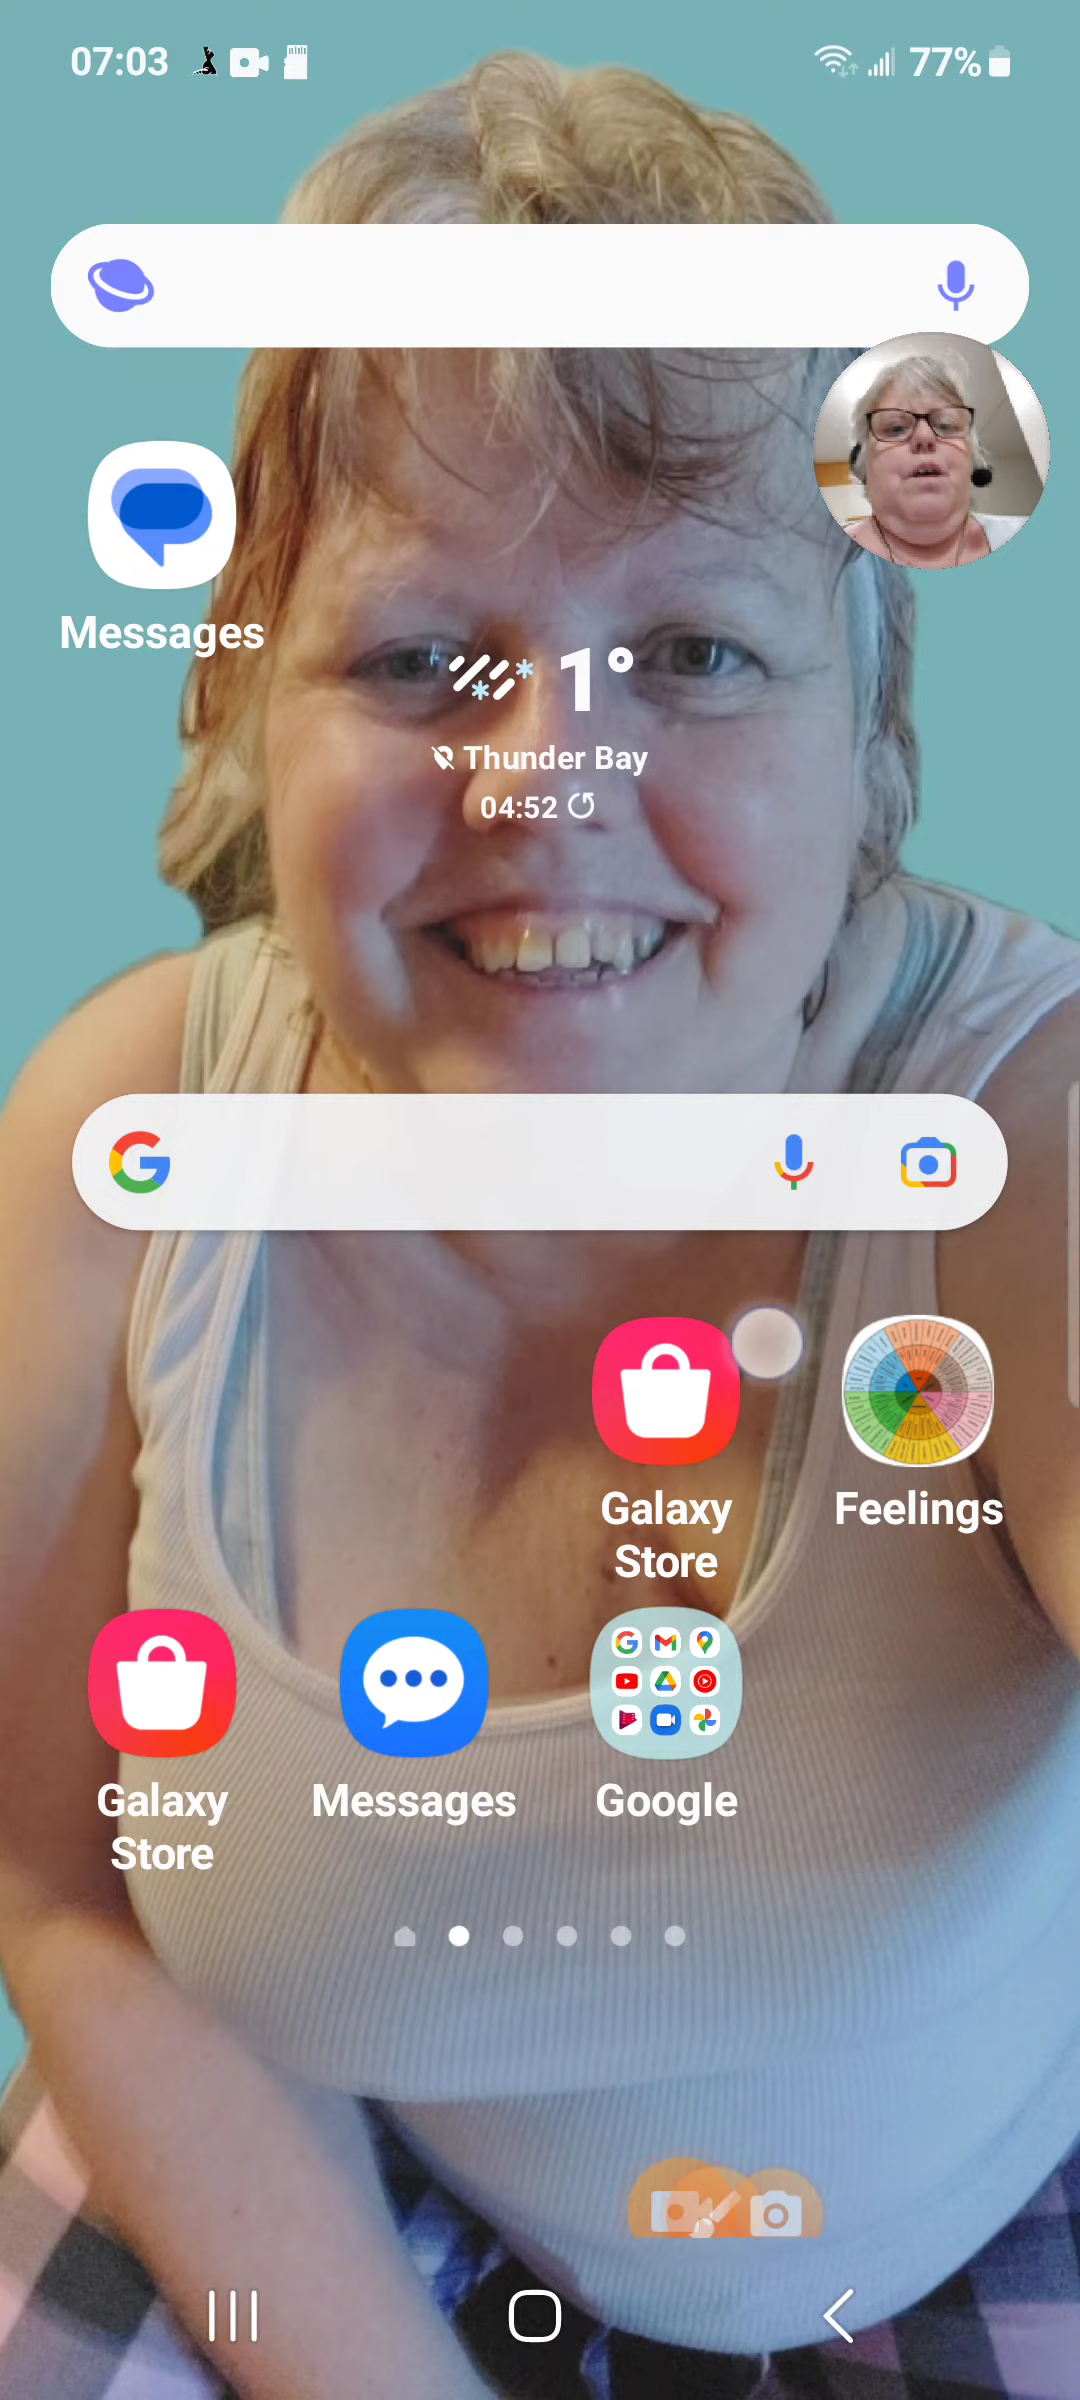 07:03
77%
Messages
1°
Thunder Bay
04:52
Galaxy
Store
Feelings
Galaxy
Store
Messages
Google